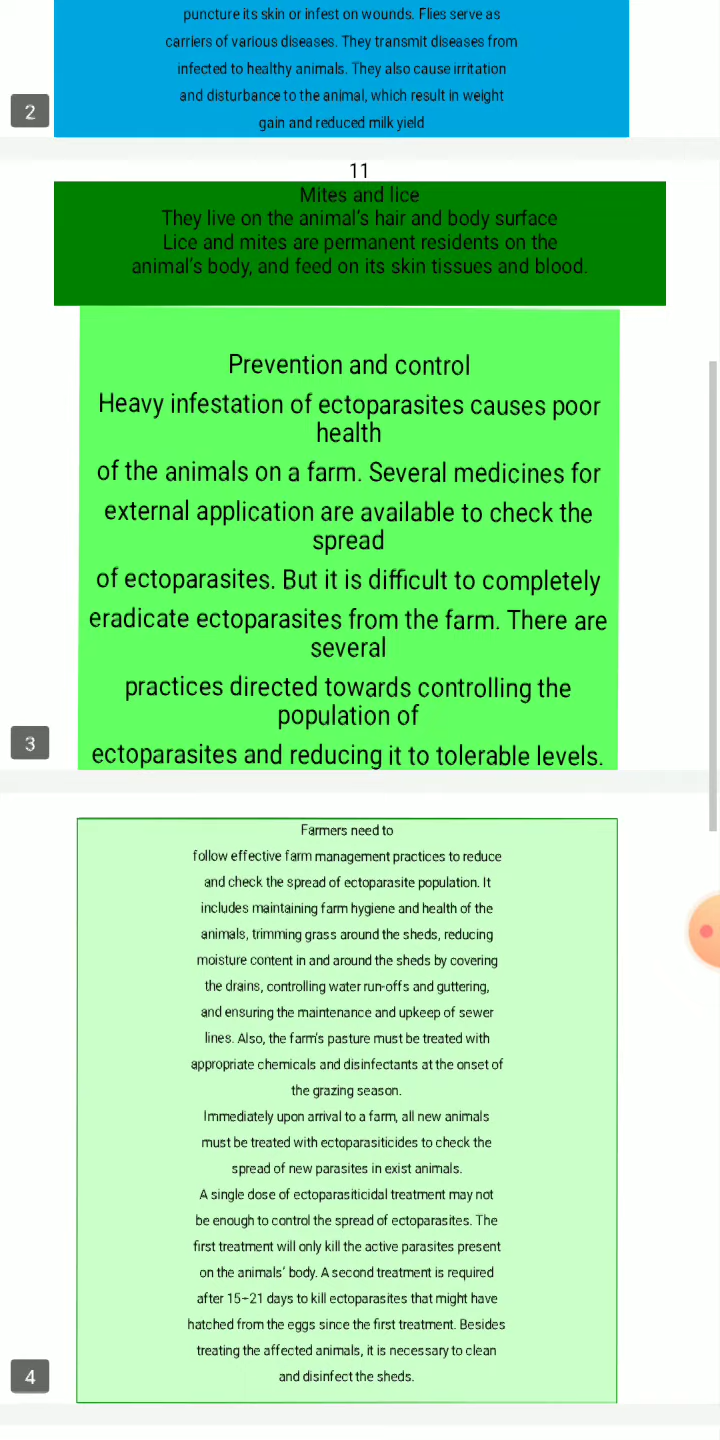 puncture its skin or infest on wounds. Flies serve as
carriers of various diseases. They transmit diseases from
infected to healthy animals. They also cause irritation
and disturbance to the animal, which result in weight
2
gain and reduced milk yield
11
Mites and lice
They live on the animal's hair and body surface
Lice and mites are permanent residents on the
animal's body, and feed on its skin tissues and blood.
Prevention and control
Heavy infestation of ectoparasites causes poor
health
of the animals on a farm. Several medicines for
external application are available to check the
spread
of ectoparasites. But it is difficult to completely
eradicate ectoparasites from the farm. There are
several
practices directed towards controlling the
population of
3
ectoparasites and reducing it to tolerable levels.
Farmers need to
follow effective farm management practices to reduce
and check the spread of ectoparasite population. It
includes maintaining farm hygiene and health of the
animals, trimming grass around the sheds, reducing
moisture content in and around the sheds by covering
the drains, controlling water run-offs and guttering,
and ensuring the maintenance and upkeep of sewer
lines. Also, the farm's pasture must be treated with
appropriate chemicals and disinfectants at the onset of
the grazing season.
Immediately upon arrival to a farm, all new animals
must be treated with ectoparasiticides to check the
spread of new parasites in exist animals.
A single dose of ectoparasiticidal treatment may not
be enough to control the spread of ectoparasites. The
first treatment will only kill the active parasites present
on the animals' body. A second treatment is required
after 15–21 days to kill ectoparasites that might have
hatched from the eggs since the first treatment. Besides
treating the affected animals, it is necessary to clean
4
and disinfect the sheds.